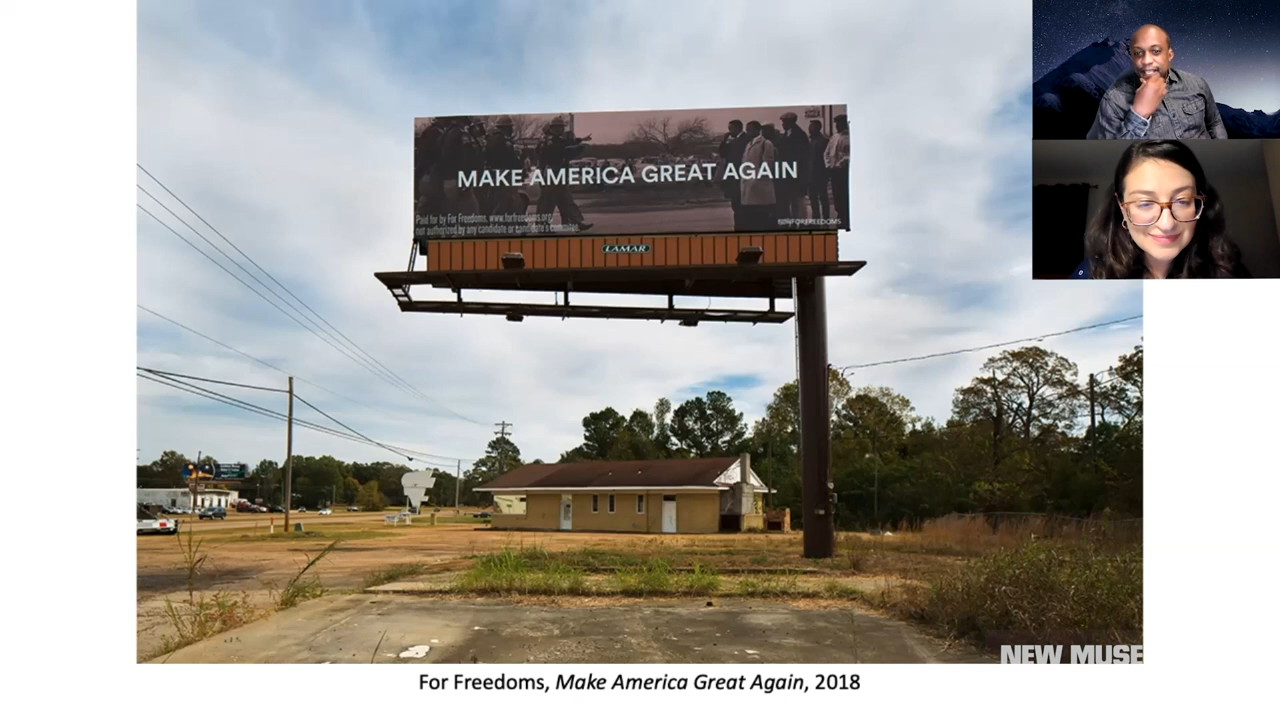 MAKE AMERICA GREAT AGAIN
Paid for by For Freedoms, www.forfreedoms.org
not authorized by any candidate or candidate's committee.
LAMAR
NEW MUSE
For Freedoms, Make America Great Again, 2018